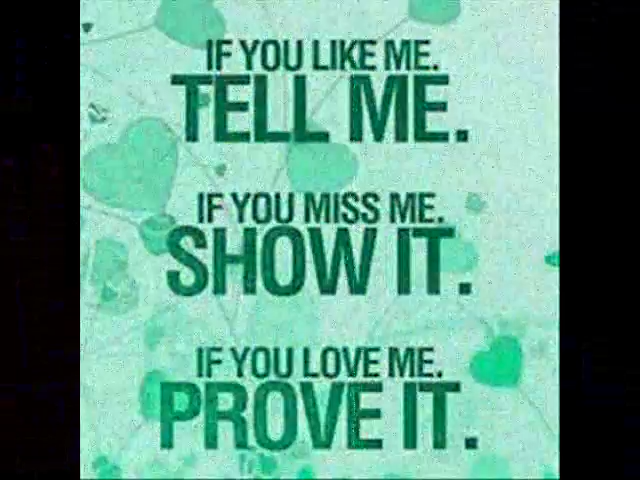 IF YOU LIKE ME.
TELL ME.
IF YOU MISS ME.
SHOW IT.
IF YOU LOVE ME.
PROVE IT.